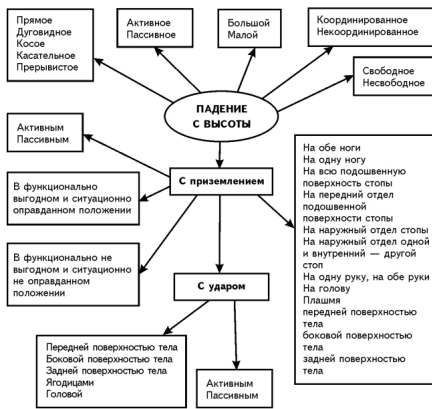 Прямое
Дуговидное
Косое
Касательное
Прерывистое
Активное
Пассивное
Большой
Малой
Координированное
Некоординированное
Свободное
Несвободное
ПАДЕНИЕ
С ВЫСОТЫ
Активным
Пассивным
С приземлением
В функционально
выгодном и ситуационно
оправданном положении
В функционально не
выгодном и ситуационно
не оправданном
положении
На обе ноги
На одну ногу
На всю подошвенную
поверхность стопы
На передний отдел
подошвенной
поверхности стопы
На наружный отдел стопы
На наружный отдел одной
и внутренний — другой
стоп
На одну руку, на обе руки
На голову
Плашмя
передней поверхностью
тела
боковой поверхностью
тела
задней поверхностью
тела
С ударом
Передней поверхностью тела
Боковой поверхностью тела
Задней поверхностью тела
Ягодицами
Головой
Активным
Пассивным